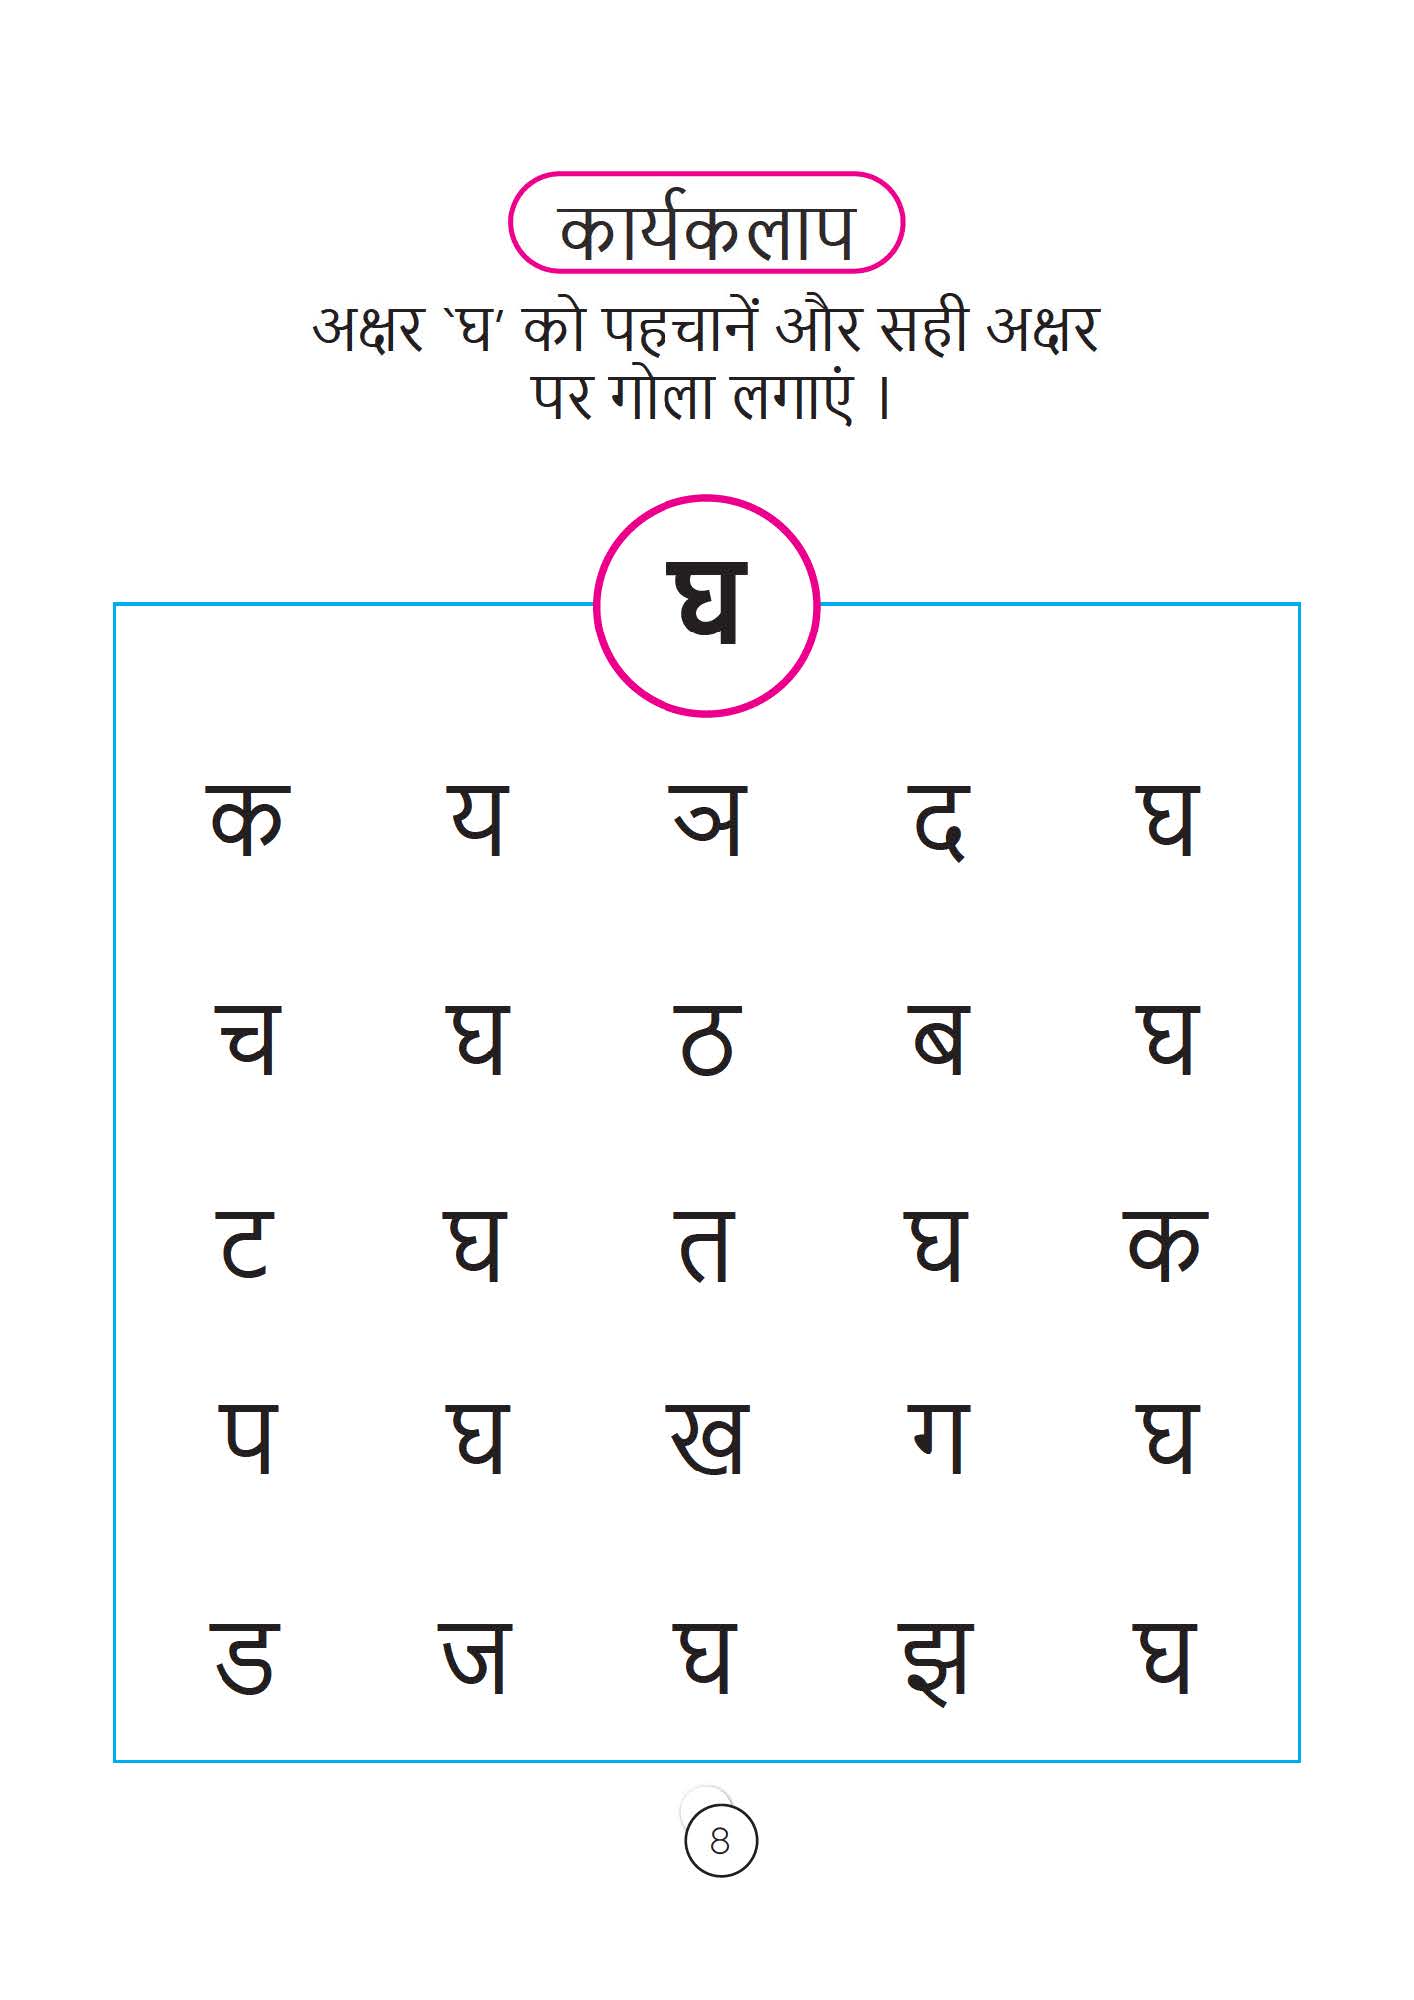 कार्यकलाप
अक्षर `घ' को पहचानें और सही अक्षर
पर गोला लगाएं ।
घ
क य ञ द घ
च घ ठ ब घ
ट घ त घ क
प घ ख ग घ
ड ज घ झ घ
8